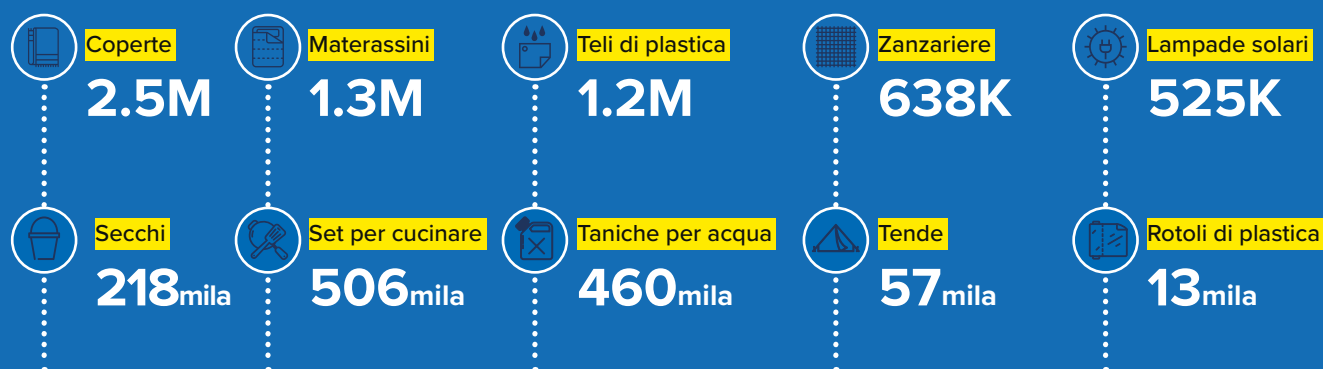 Coperte
2.5M
Materassini
1.3M
Teli di plastica
1.2M
Zanzariere
638K
Lampade solari
525K
Secchi
218mila
Set per cucinare
506mila
Taniche per acqua
460mila
Tende
57mila
Rotoli di plastica
13mila